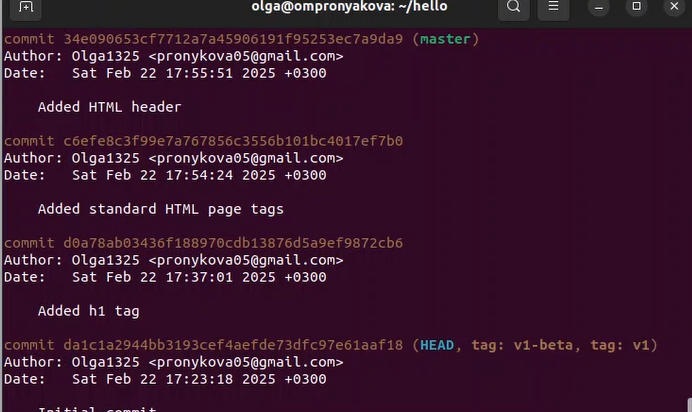 olga@ompronyakova: ~/hello
commit 34e090653cf7712a7a45906191f95253ec7a9da9 (master)
Author: Olga1325 <pronykova05@gmail.com>
Date:   Sat Feb 22 17:55:51 2025 +0300
    Added HTML header
commit c6efe8c3f99e7a767856c3556b101bc4017ef7b0
Author: Olga1325 <pronykova05@gmail.com>
Date:   Sat Feb 22 17:54:24 2025 +0300
    Added standard HTML page tags
commit d0a78ab03436f188970cdb13876d5a9ef9872cb6
Author: Olga1325 <pronykova05@gmail.com>
Date:   Sat Feb 22 17:37:01 2025 +0300
    Added h1 tag
commit da1c1a2944bb3193cef4aefde73dfc97e61aaf18 (HEAD, tag: v1-beta, tag: v1)
Author: Olga1325 <pronykova05@gmail.com>
Date:   Sat Feb 22 17:23:18 2025 +0300
    Initial commit